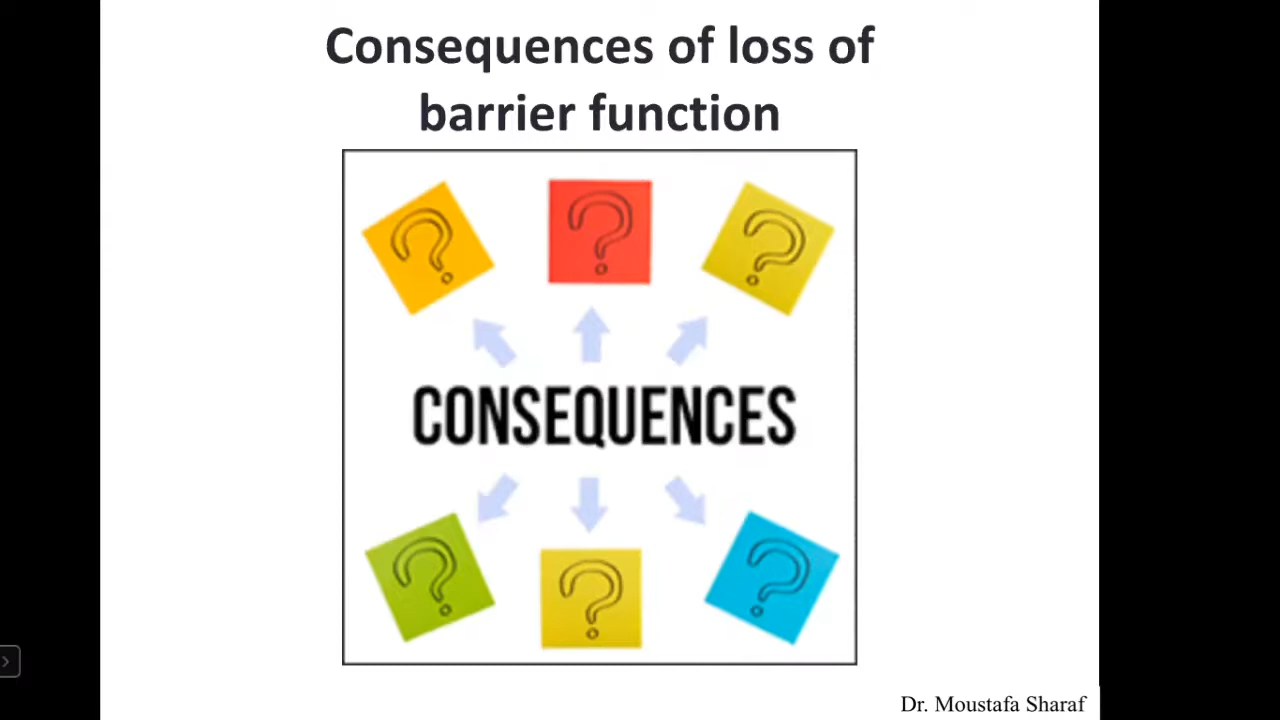 Consequences of loss of
barrier function
? ? ?
CONSEQUENCES
? ? ?
Dr. Moustafa Sharaf